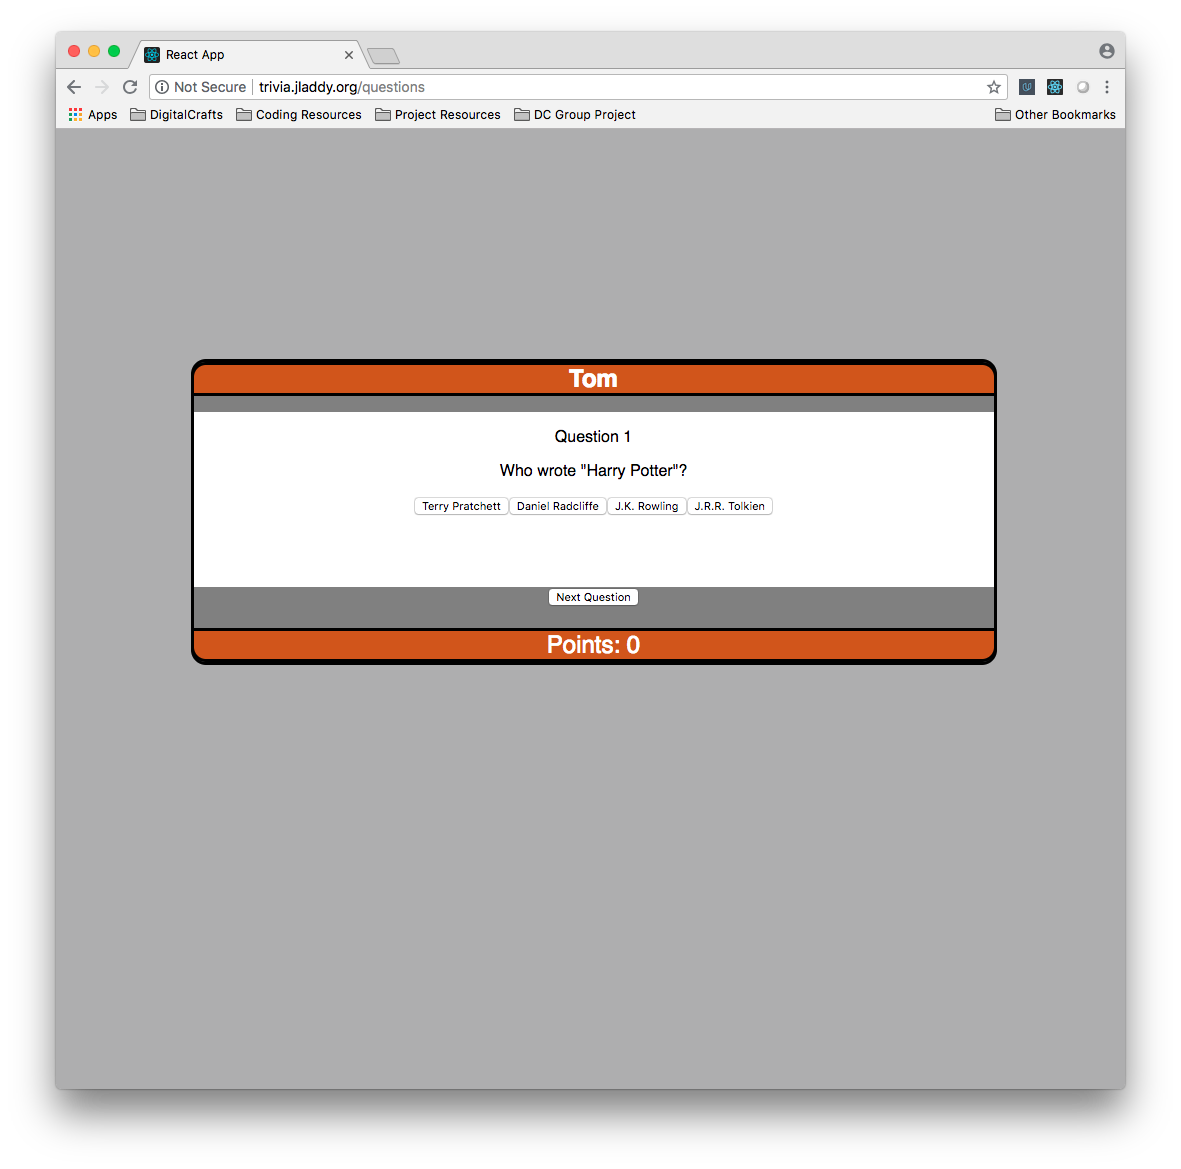 React App
Not Secure trivia.jladdy.org/questions
Apps DigitalCrafts Coding Resources Project Resources DC Group Project Other Bookmarks
Tom
Question 1
Who wrote "Harry Potter"?
Terry Pratchett Daniel Radcliffe J.K. Rowling J.R.R. Tolkien
Next Question
Points: 0